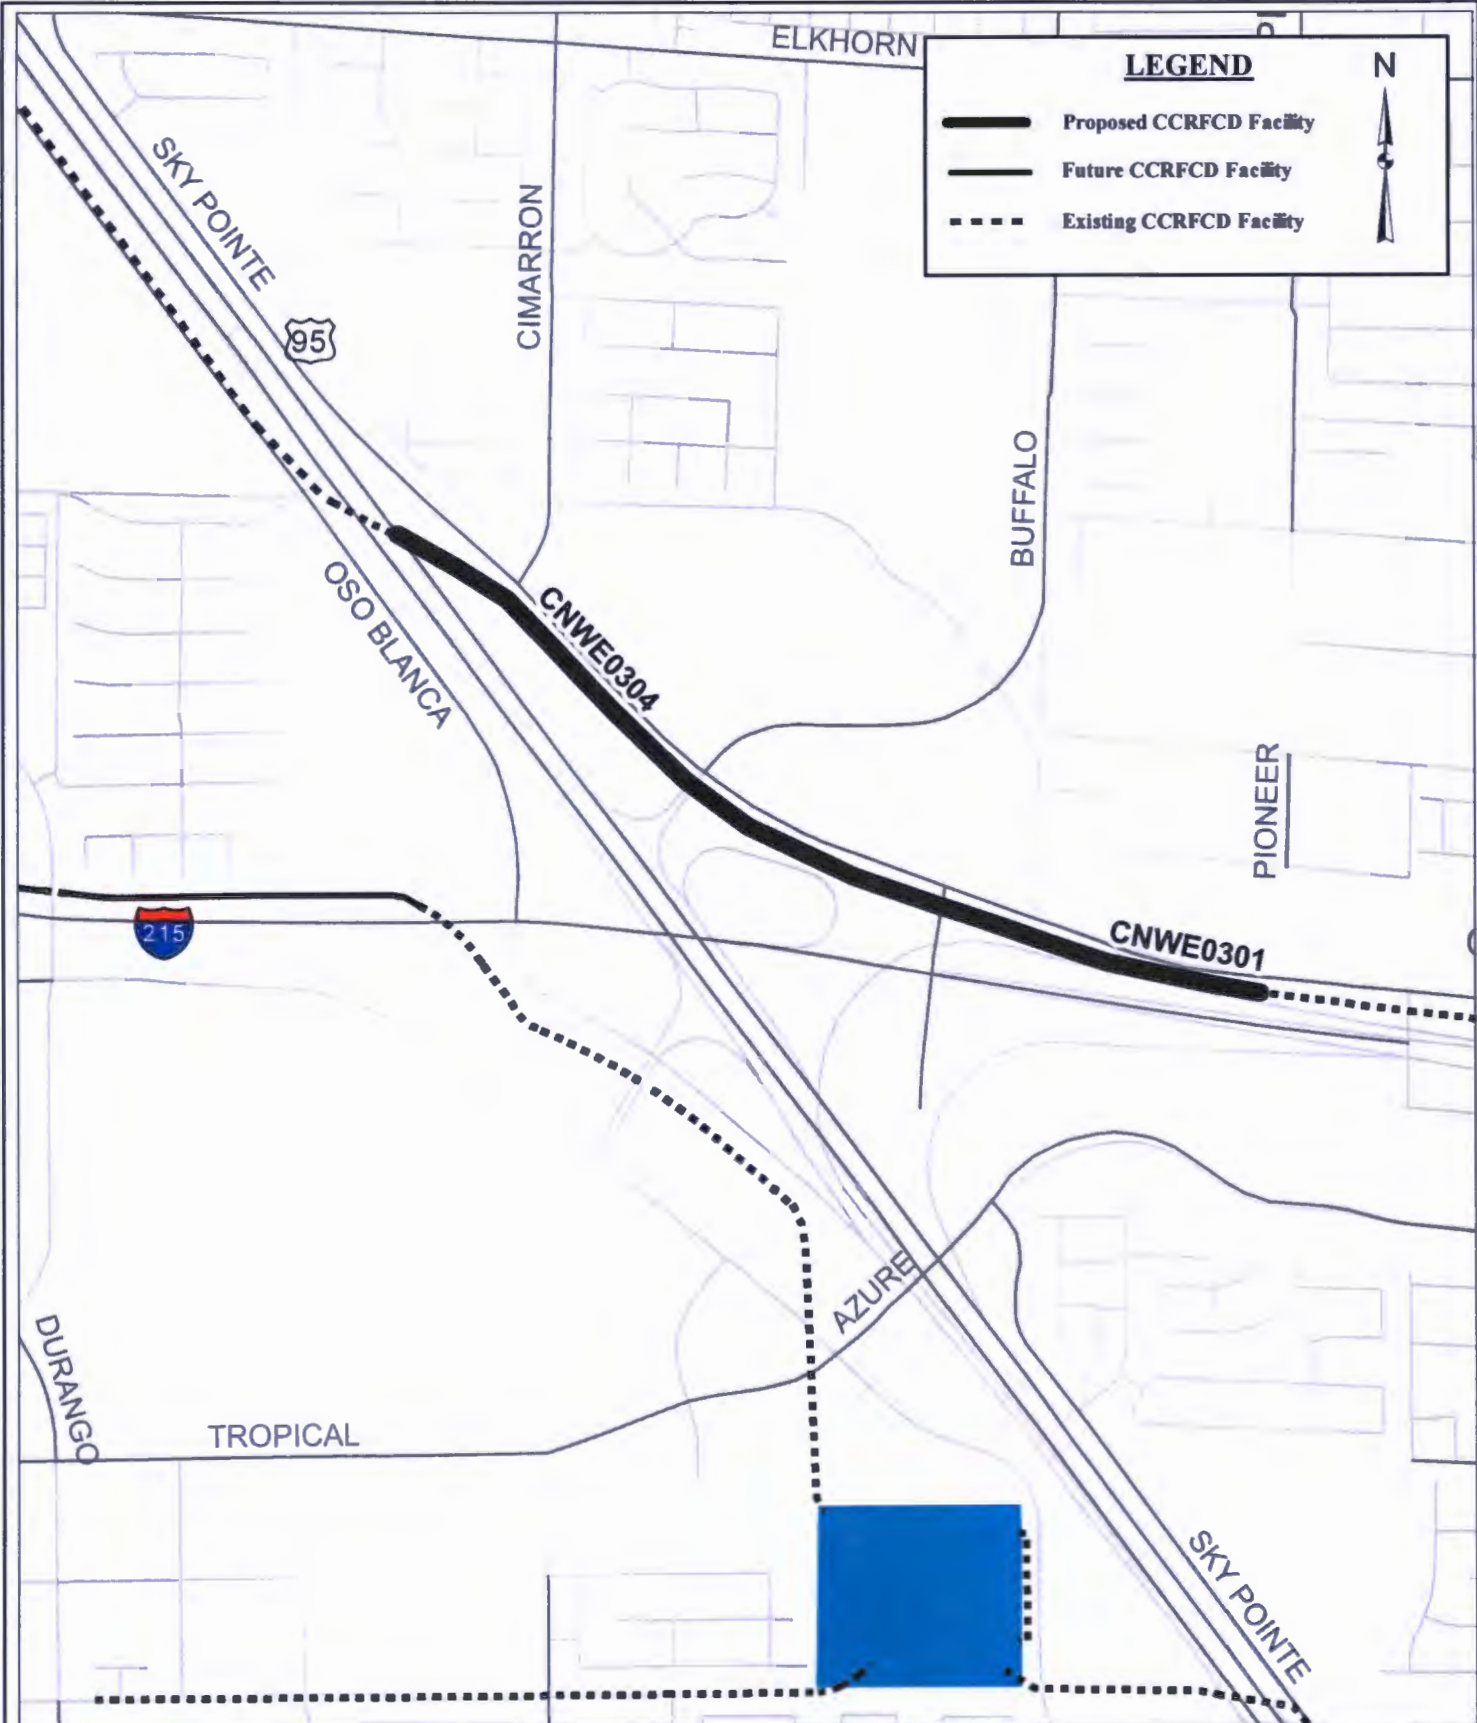 ELKHORN
LEGEND
N
Proposed CCRFCD Facility
Future CCRFCD Facility
Existing CCRFCD Facility
SKY POINTE
95
CIMARRON
BUFFALO
OSO BLANCA
CNWE0304
PIONEER
CNWE0301
215
AZURE
DURANGO
TROPICAL
SKY POINTE